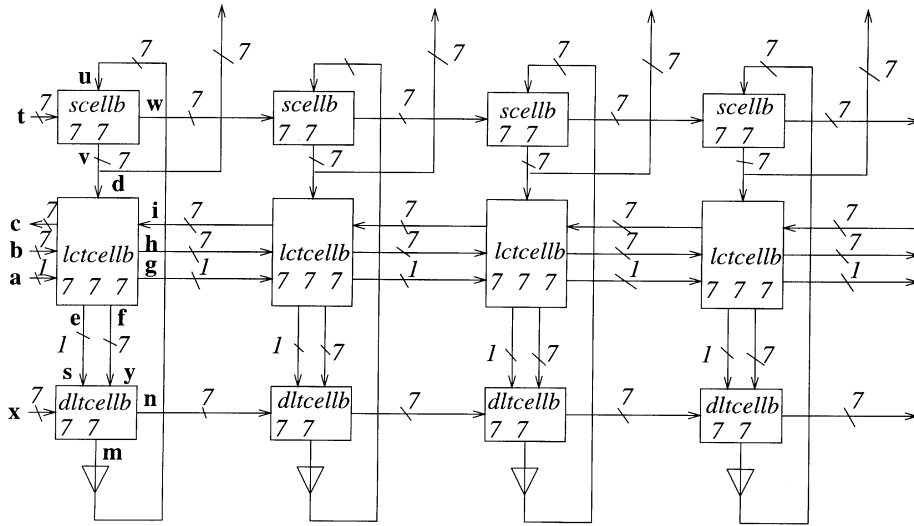 7 7 7 7 7
u
7 scellb w 7 scellb 7 scellb 7 scellb 7
t
7 7 7 7 7 7 7 7
v 7 7 7 7
d
c 7 i 7 7 7 7
b 7 h 7 7 7 7
lctcellb lctcellb lctcellb lctcellb
a 1 g 1 1 1 1
7 7 7 7 7 7 7 7 7 7 7 7
e f
1 7 1 7 1 7 1 7
s y
x 7 dltcellb n 7 dltcellb 7 dltcellb 7 dltcellb 7
7 7 7 7 7 7 7 7
m